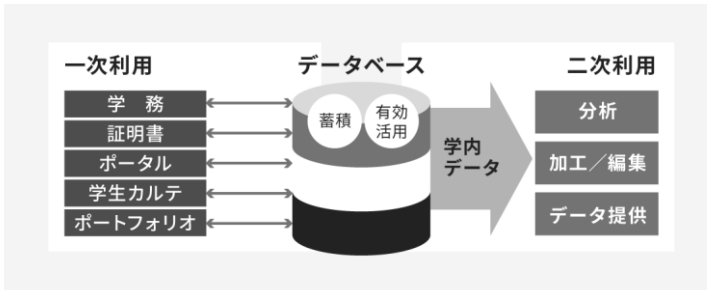 一次利用
学 務
証明書
ポータル
学生カルテ
ポートフォリオ
データベース
蓄積
有効
活用
学内
データ
二次利用
分析
加工／編集
データ提供